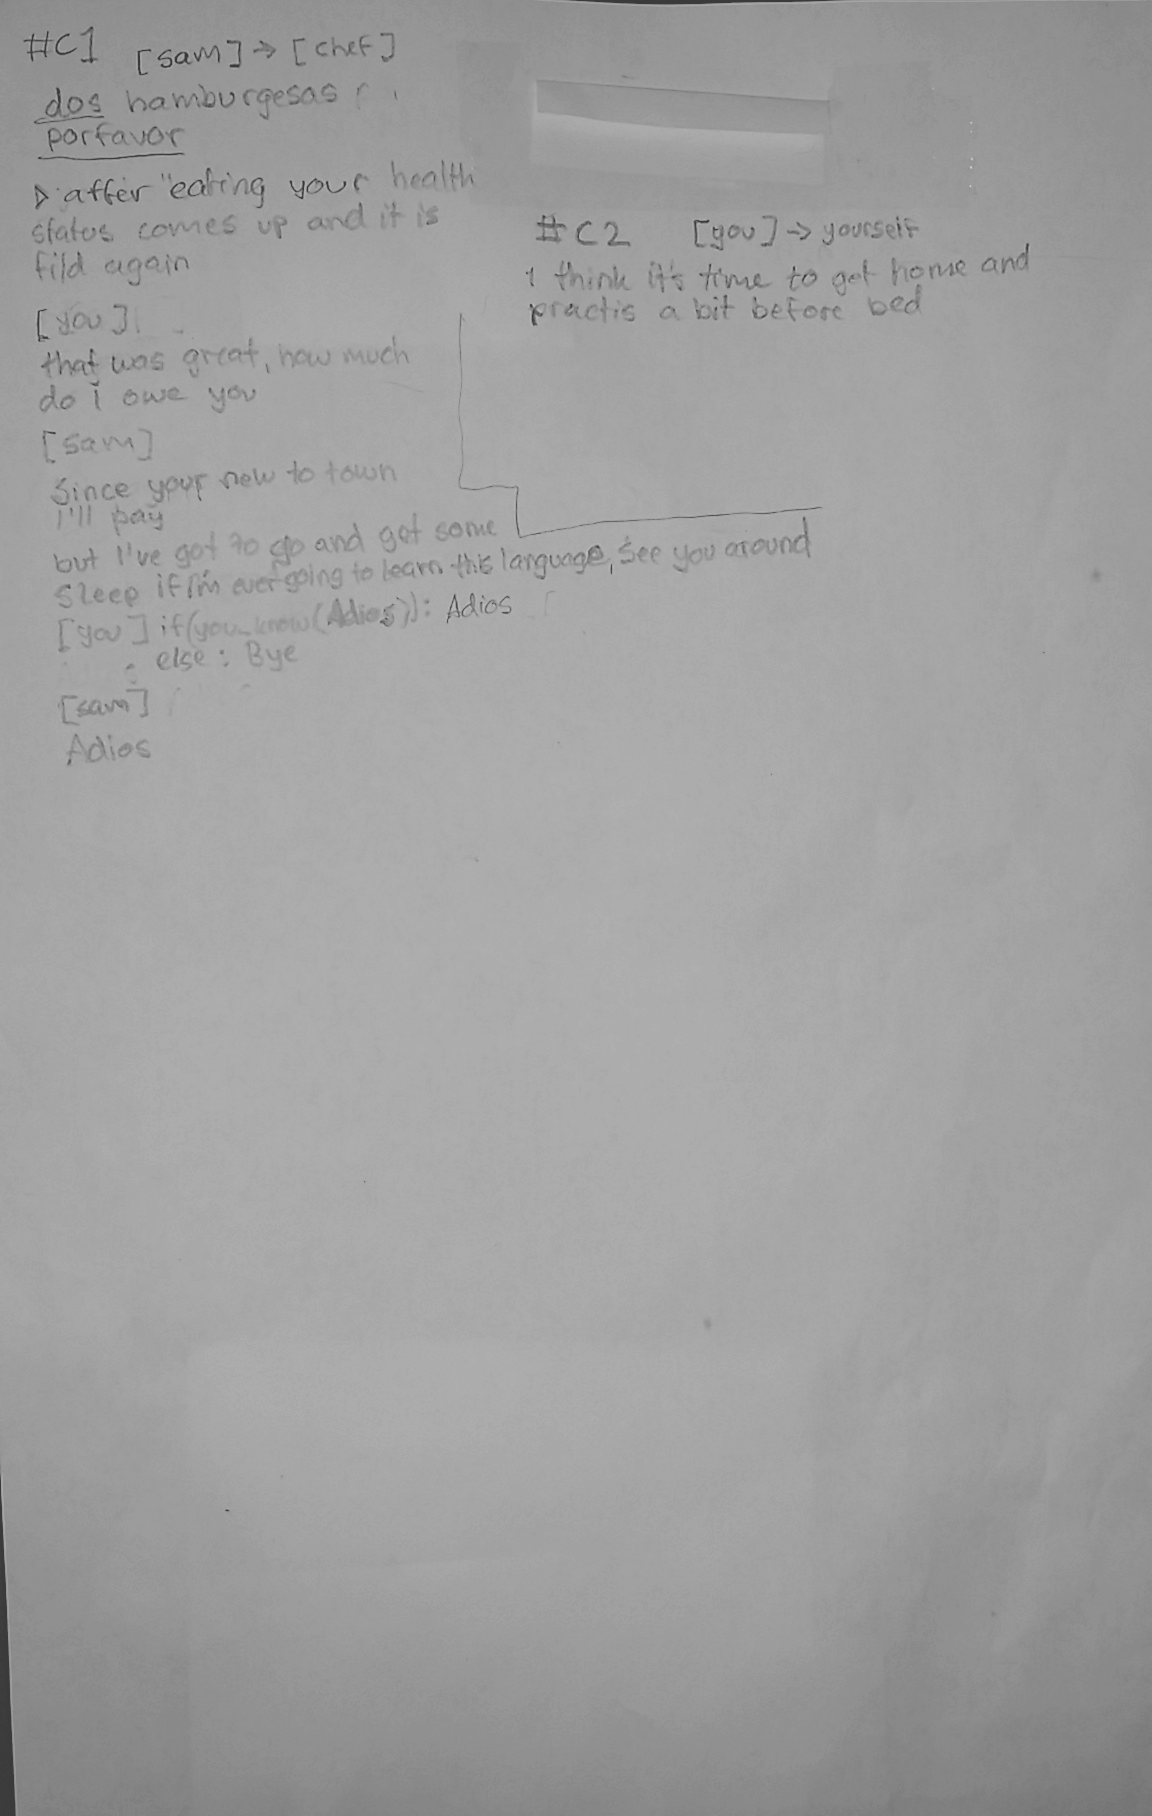 #C1 [sam] → [chef]
dos hamburgesas
porfavor
▷ after eating your health
status comes up and it is
fild again
[you]
that was great, how much
do i owe you
[sam]
Since your new to town
I'll pay
but I've got to go and get some
Sleep if I'm ever going to learn this language, See you around
[you] if(you_know(Adios)): Adios
else: Bye
[sam]
Adios
#C2 [you] → yourself
I think it's time to get home and
practis a bit before bed